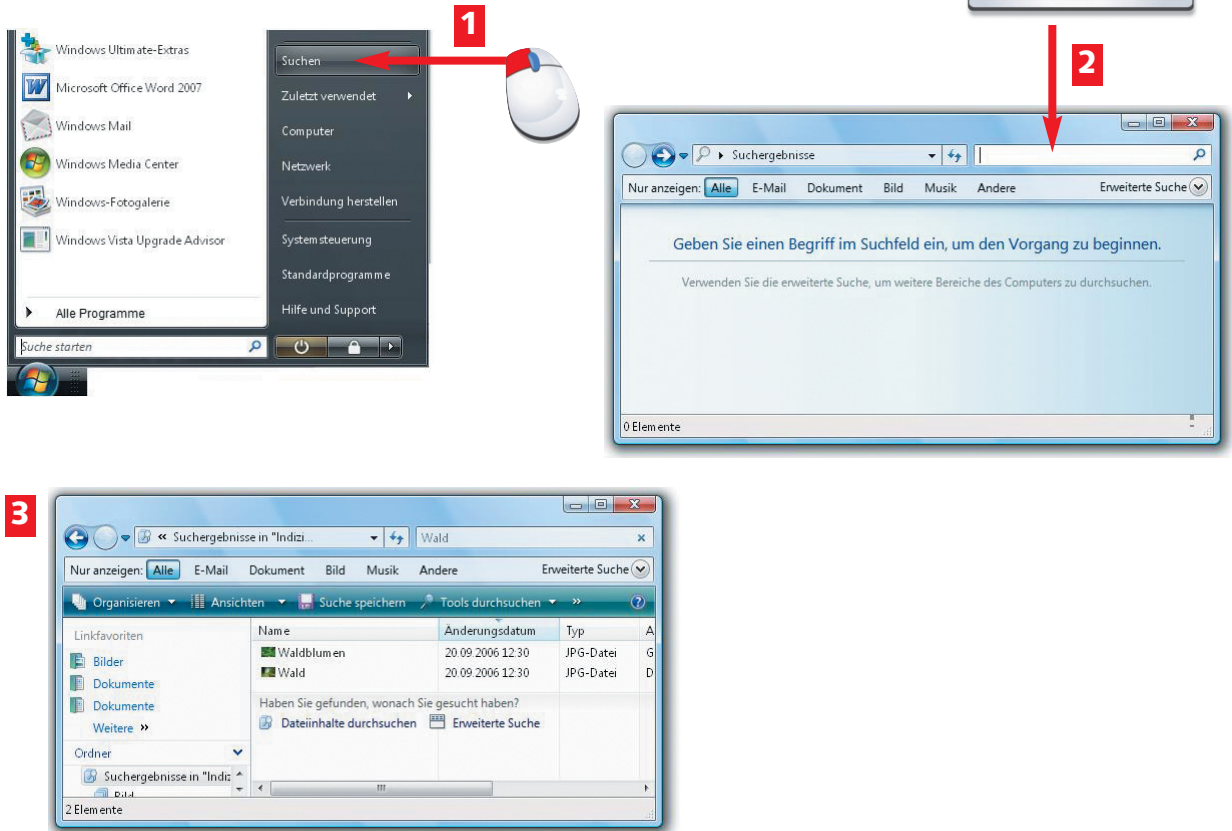 1
Windows Ultimate-Extras
Microsoft Office Word 2007
Windows Mail
Windows Media Center
Windows-Fotogalerie
Windows Vista Upgrade Advisor
Alle Programme
Suche starten
Suchen
Zuletzt verwendet
Computer
Netzwerk
Verbindung herstellen
Systemsteuerung
Standardprogramme
Hilfe und Support
2
Suchergebnisse
Nur anzeigen: Alle E-Mail Dokument Bild Musik Andere Erweiterte Suche
Geben Sie einen Begriff im Suchfeld ein, um den Vorgang zu beginnen.
Verwenden Sie die erweiterte Suche, um weitere Bereiche des Computers zu durchsuchen.
0 Elemente
3
« Suchergebnisse in "Indizi... Wald
Nur anzeigen: Alle E-Mail Dokument Bild Musik Andere Erweiterte Suche
Organisieren Ansichten Suche speichern Tools durchsuchen »
Linkfavoriten
Bilder
Dokumente
Dokumente
Weitere »
Ordner
Suchergebnisse in "Indiz
Bild
Name Änderungsdatum Typ A
Waldblumen 20.09.2006 12:30 JPG-Datei G
Wald 20.09.2006 12:30 JPG-Datei D
Haben Sie gefunden, wonach Sie gesucht haben?
Dateiinhalte durchsuchen Erweiterte Suche
2 Elemente